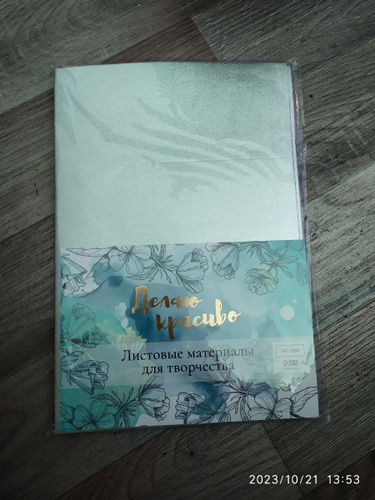 Делаю
красиво
Листовые материалы
для творчества
2023/10/21 13:53